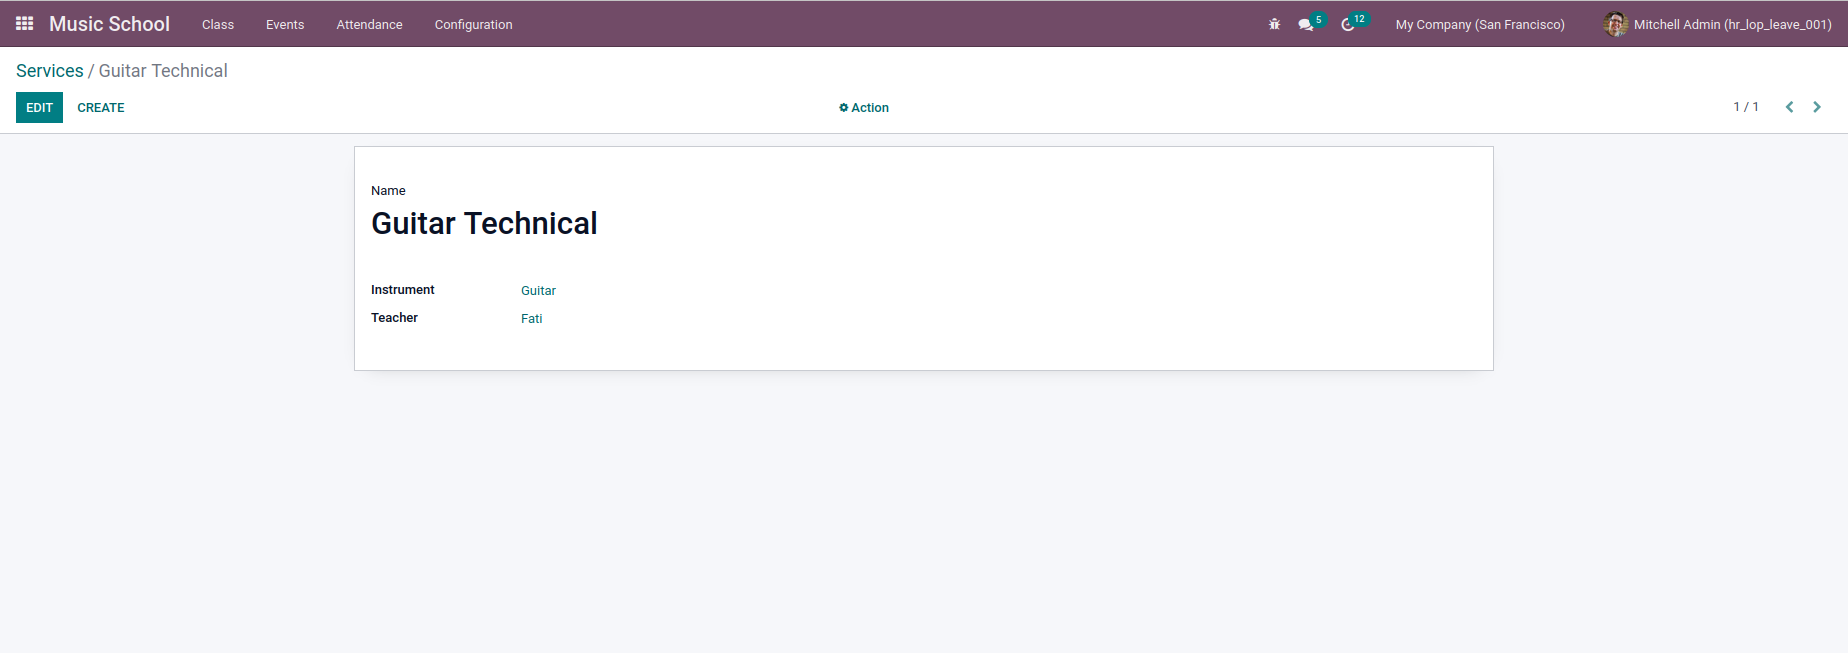 Music School Class Events Attendance Configuration 5 12 My Company (San Francisco) Mitchell Admin (hr_lop_leave_001)
Services / Guitar Technical
EDIT CREATE Action 1 / 1
Name
Guitar Technical
Instrument Guitar
Teacher Fati